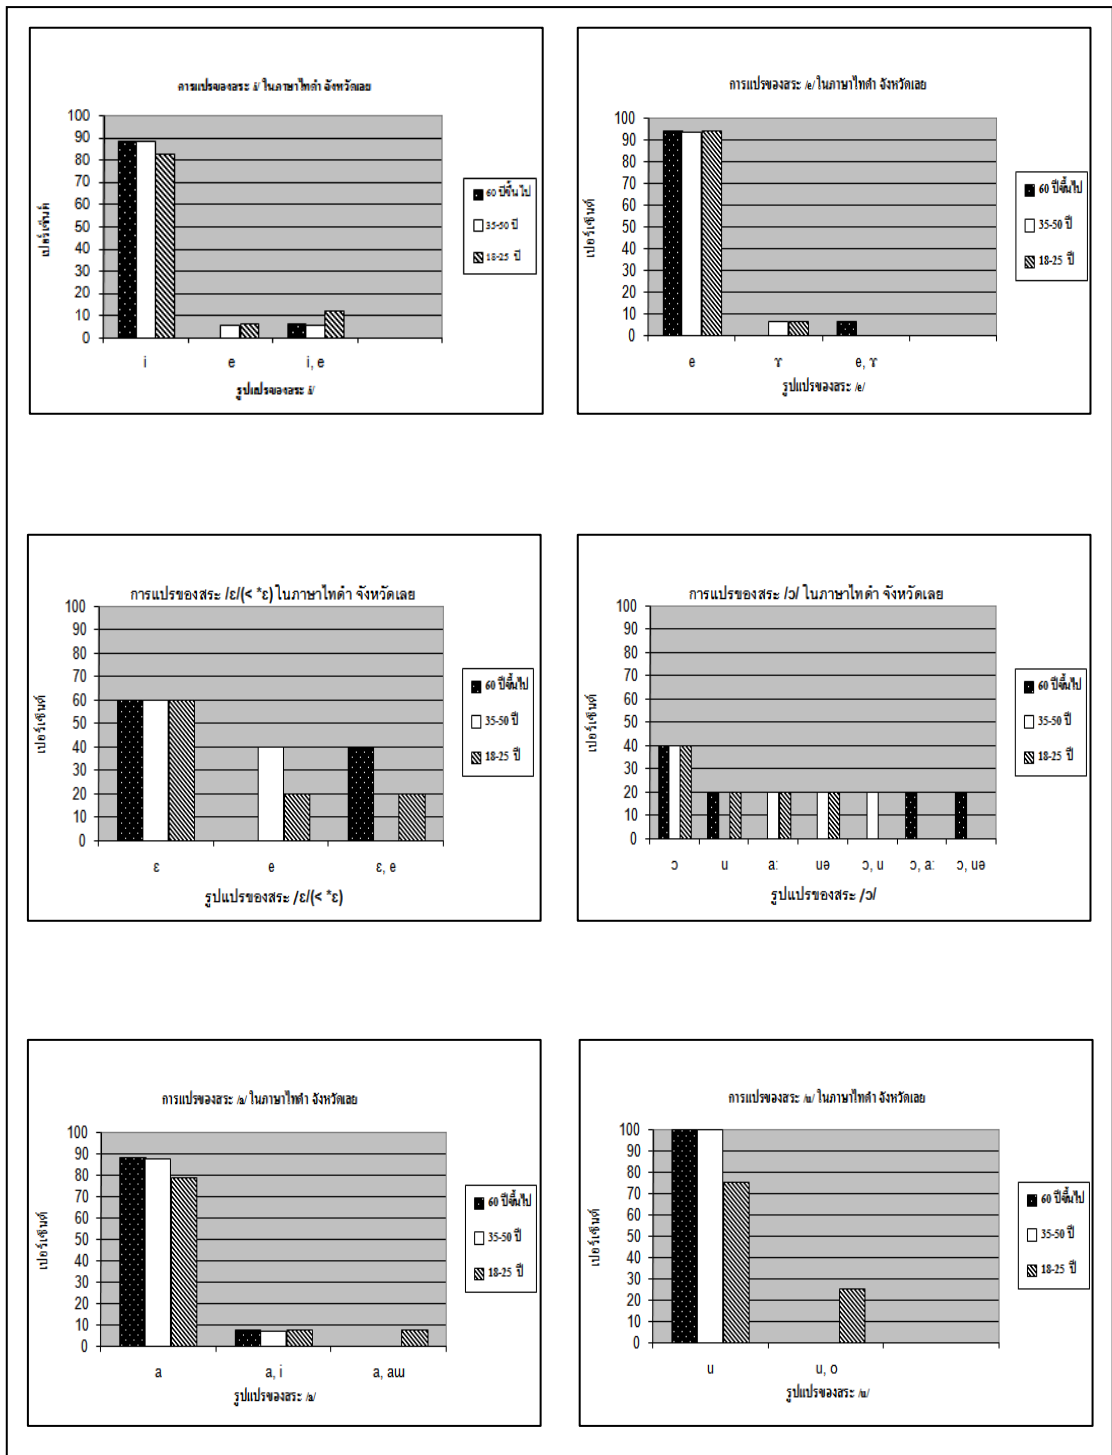 การแปรของสระ /i/ ในภาษาไทดำ จังหวัดเลย
100
90
80
70
60
50
40
30
20
10
0
เปอร์เซ็นต์
i e i, e
รูปแปรของสระ /i/
60 ปีขึ้นไป
35-50 ปี
18-25 ปี
การแปรของสระ /e/ ในภาษาไทดำ จังหวัดเลย
100
90
80
70
60
50
40
30
20
10
0
เปอร์เซ็นต์
e ɤ e, ɤ
รูปแปรของสระ /e/
60 ปีขึ้นไป
35-50 ปี
18-25 ปี
การแปรของสระ /ɛ/(< *ɛ) ในภาษาไทดำ จังหวัดเลย
100
90
80
70
60
50
40
30
20
10
0
เปอร์เซ็นต์
ɛ e ɛ, e
รูปแปรของสระ /ɛ/(< *ɛ)
60 ปีขึ้นไป
35-50 ปี
18-25 ปี
การแปรของสระ /ɔ/ ในภาษาไทดำ จังหวัดเลย
100
90
80
70
60
50
40
30
20
10
0
เปอร์เซ็นต์
ɔ u a: uə ɔ, u ɔ, a: ɔ, uə
รูปแปรของสระ /ɔ/
60 ปีขึ้นไป
35-50 ปี
18-25 ปี
การแปรของสระ /a/ ในภาษาไทดำ จังหวัดเลย
100
90
80
70
60
50
40
30
20
10
0
เปอร์เซ็นต์
a a, i a, aɯ
รูปแปรของสระ /a/
60 ปีขึ้นไป
35-50 ปี
18-25 ปี
การแปรของสระ /u/ ในภาษาไทดำ จังหวัดเลย
100
90
80
70
60
50
40
30
20
10
0
เปอร์เซ็นต์
u u, o
รูปแปรของสระ /u/
60 ปีขึ้นไป
35-50 ปี
18-25 ปี